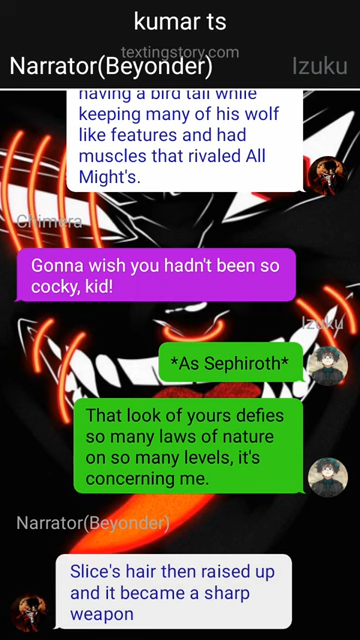 kumar ts
textingstory.com
Narrator(Beyonder)
Izuku
having a bird tail while
keeping many of his wolf
like features and had
muscles that rivaled All
Might's.
Chimera
Gonna wish you hadn't been so
cocky, kid!
Izuku
*As Sephiroth*
That look of yours defies
so many laws of nature
on so many levels, it's
concerning me.
Narrator(Beyonder)
Slice's hair then raised up
and it became a sharp
weapon